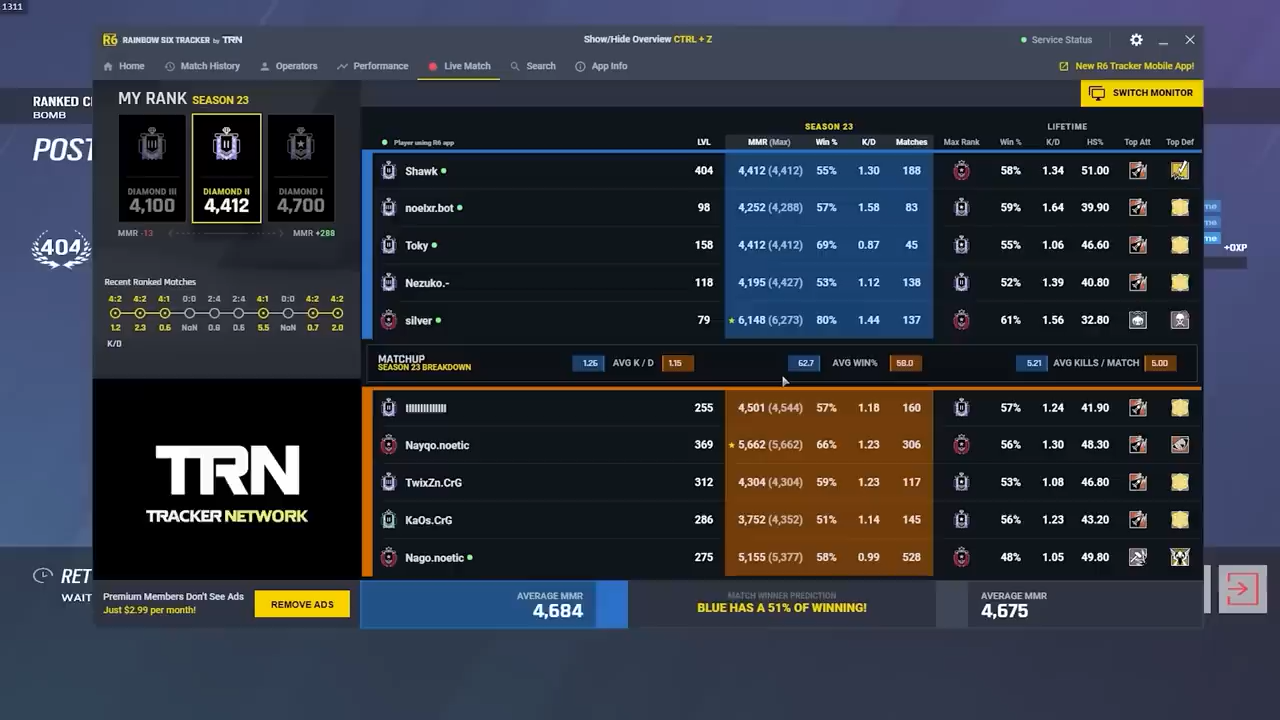 1311
R6 RAINBOW SIX TRACKER by TRN
Show/Hide Overview CTRL + Z
Service Status
Home
Match History
Operators
Performance
Live Match
Search
App Info
New R6 Tracker Mobile App!
RANKED C
BOMB
POST
MY RANK SEASON 23
SWITCH MONITOR
DIAMOND III
4,100
DIAMOND II
4,412
DIAMOND I
4,700
MMR -13
MMR +288
404
Recent Ranked Matches
4:2 4:2 4:1 0:0 2:4 2:4 4:1 0:0 4:2 4:2
1.2 2.3 0.6 NaN 0.8 0.6 5.5 NaN 0.7 2.0
K/D
SEASON 23 LIFETIME
Player using R6 app LVL MMR (Max) Win % K/D Matches Max Rank Win % K/D HS% Top Att Top Def
Shawk 404 4,412 (4,412) 55% 1.30 188 58% 1.34 51.00
noelxr.bot 98 4,252 (4,288) 57% 1.58 83 59% 1.64 39.90
Toky 158 4,412 (4,412) 69% 0.87 45 55% 1.06 46.60
Nezuko.- 118 4,195 (4,427) 53% 1.12 138 52% 1.39 40.80
silver 79 6,148 (6,273) 80% 1.44 137 61% 1.56 32.80
me
me
me
+0XP
MATCHUP
SEASON 23 BREAKDOWN
1.26 AVG K / D 1.15
62.7 AVG WIN% 58.0
5.21 AVG KILLS / MATCH 5.00
255 4,501 (4,544) 57% 1.18 160 57% 1.24 41.90
Nayqo.noetic 369 5,662 (5,662) 66% 1.23 306 56% 1.30 48.30
TwixZn.CrG 312 4,304 (4,304) 59% 1.23 117 53% 1.08 46.80
KaOs.CrG 286 3,752 (4,352) 51% 1.14 145 56% 1.23 43.20
Nago.noetic 275 5,155 (5,377) 58% 0.99 528 48% 1.05 49.80
TRN
TRACKER NETWORK
RET
WAIT
Premium Members Don't See Ads
Just $2.99 per month!
REMOVE ADS
AVERAGE MMR
4,684
MATCH WINNER PREDICTION
BLUE HAS A 51% OF WINNING!
AVERAGE MMR
4,675